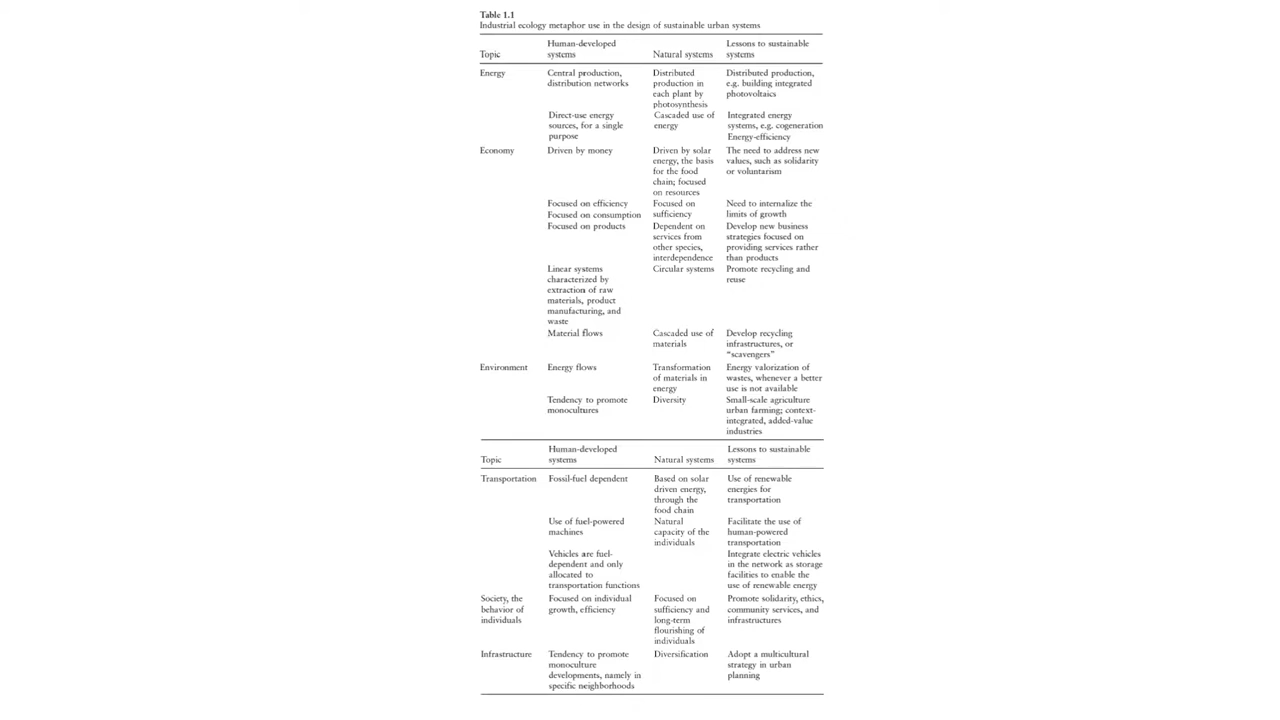 Table 1.1
Industrial ecology metaphor use in the design of sustainable urban systems
Topic Human-developed systems Natural systems Lessons to sustainable systems
Energy Central production, distribution networks Distributed production in each plant by photosynthesis Distributed production, e.g. building integrated photovoltaics
Direct-use energy sources, for a single purpose Cascaded use of energy Integrated energy systems, e.g. cogeneration Energy-efficiency
Economy Driven by money Driven by solar energy, the basis for the food chain; focused on resources The need to address new values, such as solidarity or voluntarism
Focused on efficiency Focused on consumption Focused on sufficiency Need to internalize the limits of growth
Focused on products Dependent on services from other species, interdependence Develop new business strategies focused on providing services rather than products
Linear systems characterized by extraction of raw materials, product manufacturing, and waste Circular systems Promote recycling and reuse
Material flows Cascaded use of materials Develop recycling infrastructures, or "scavengers"
Environment Energy flows Transformation of materials in energy Energy valorization of wastes, whenever a better use is not available
Tendency to promote monocultures Diversity Small-scale agriculture urban farming; context-integrated, added-value industries
Topic Human-developed systems Natural systems Lessons to sustainable systems
Transportation Fossil-fuel dependent Based on solar driven energy, through the food chain Use of renewable energies for transportation
Use of fuel-powered machines Natural capacity of the individuals Facilitate the use of human-powered transportation
Vehicles are fuel-dependent and only allocated to transportation functions Integrate electric vehicles in the network as storage facilities to enable the use of renewable energy
Society, the behavior of individuals Focused on individual growth, efficiency Focused on sufficiency and long-term flourishing of individuals Promote solidarity, ethics, community services, and infrastructures
Infrastructure Tendency to promote monoculture developments, namely in specific neighborhoods Diversification Adopt a multicultural strategy in urban planning